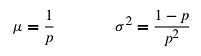 μ = 1/p    σ² = (1 − p)/p²